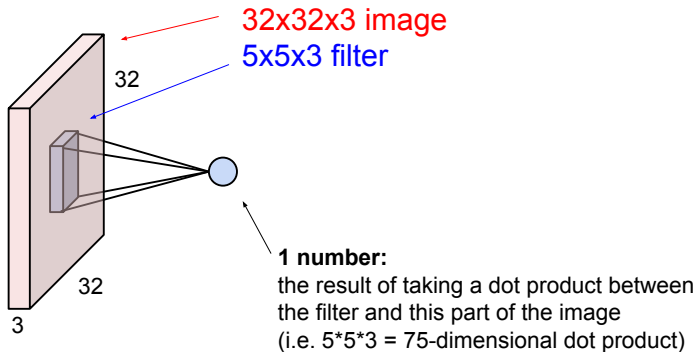 32x32x3 image
5x5x3 filter
32
32
3
1 number:
the result of taking a dot product between
the filter and this part of the image
(i.e. 5*5*3 = 75-dimensional dot product)